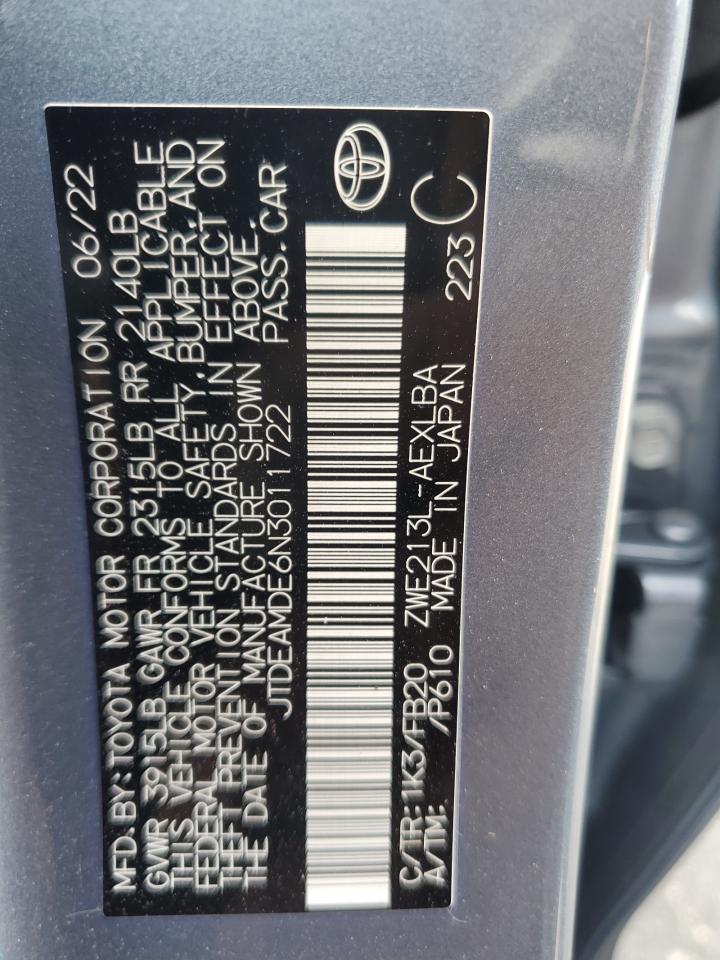 MFD.BY:TOYOTA MOTOR CORPORATION 06/22
GVWR 3915LB GAWR FR 2315LB RR 2140LB
THIS VEHICLE CONFORMS TO ALL APPLICABLE
FEDERAL MOTOR VEHICLE SAFETY,BUMPER,AND
THEFT PREVENTION STANDARDS IN EFFECT ON
THE DATE OF MANUFACTURE SHOWN ABOVE.
JTDEAMDE6N3011722 PASS.CAR
C/TR:1K3/FB20 ZWE213L-AEXLBA
A/TM: /P610 MADE IN JAPAN 223 C